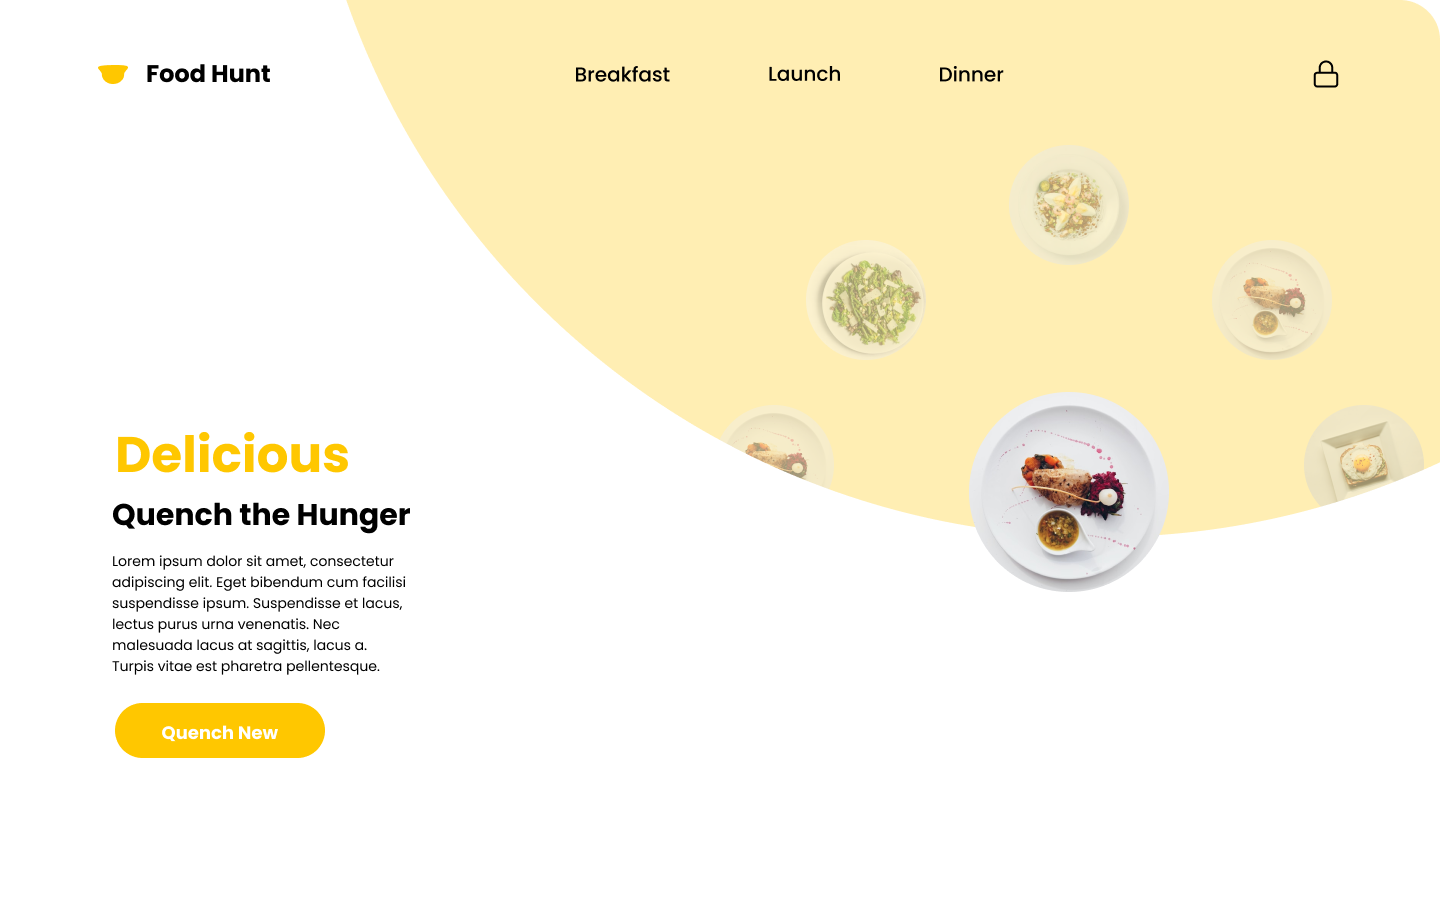 Food Hunt
Breakfast
Launch
Dinner
Delicious
Quench the Hunger
Lorem ipsum dolor sit amet, consectetur
adipiscing elit. Eget bibendum cum facilisi
suspendisse ipsum. Suspendisse et lacus,
lectus purus urna venenatis. Nec
malesuada lacus at sagittis, lacus a.
Turpis vitae est pharetra pellentesque.
Quench New